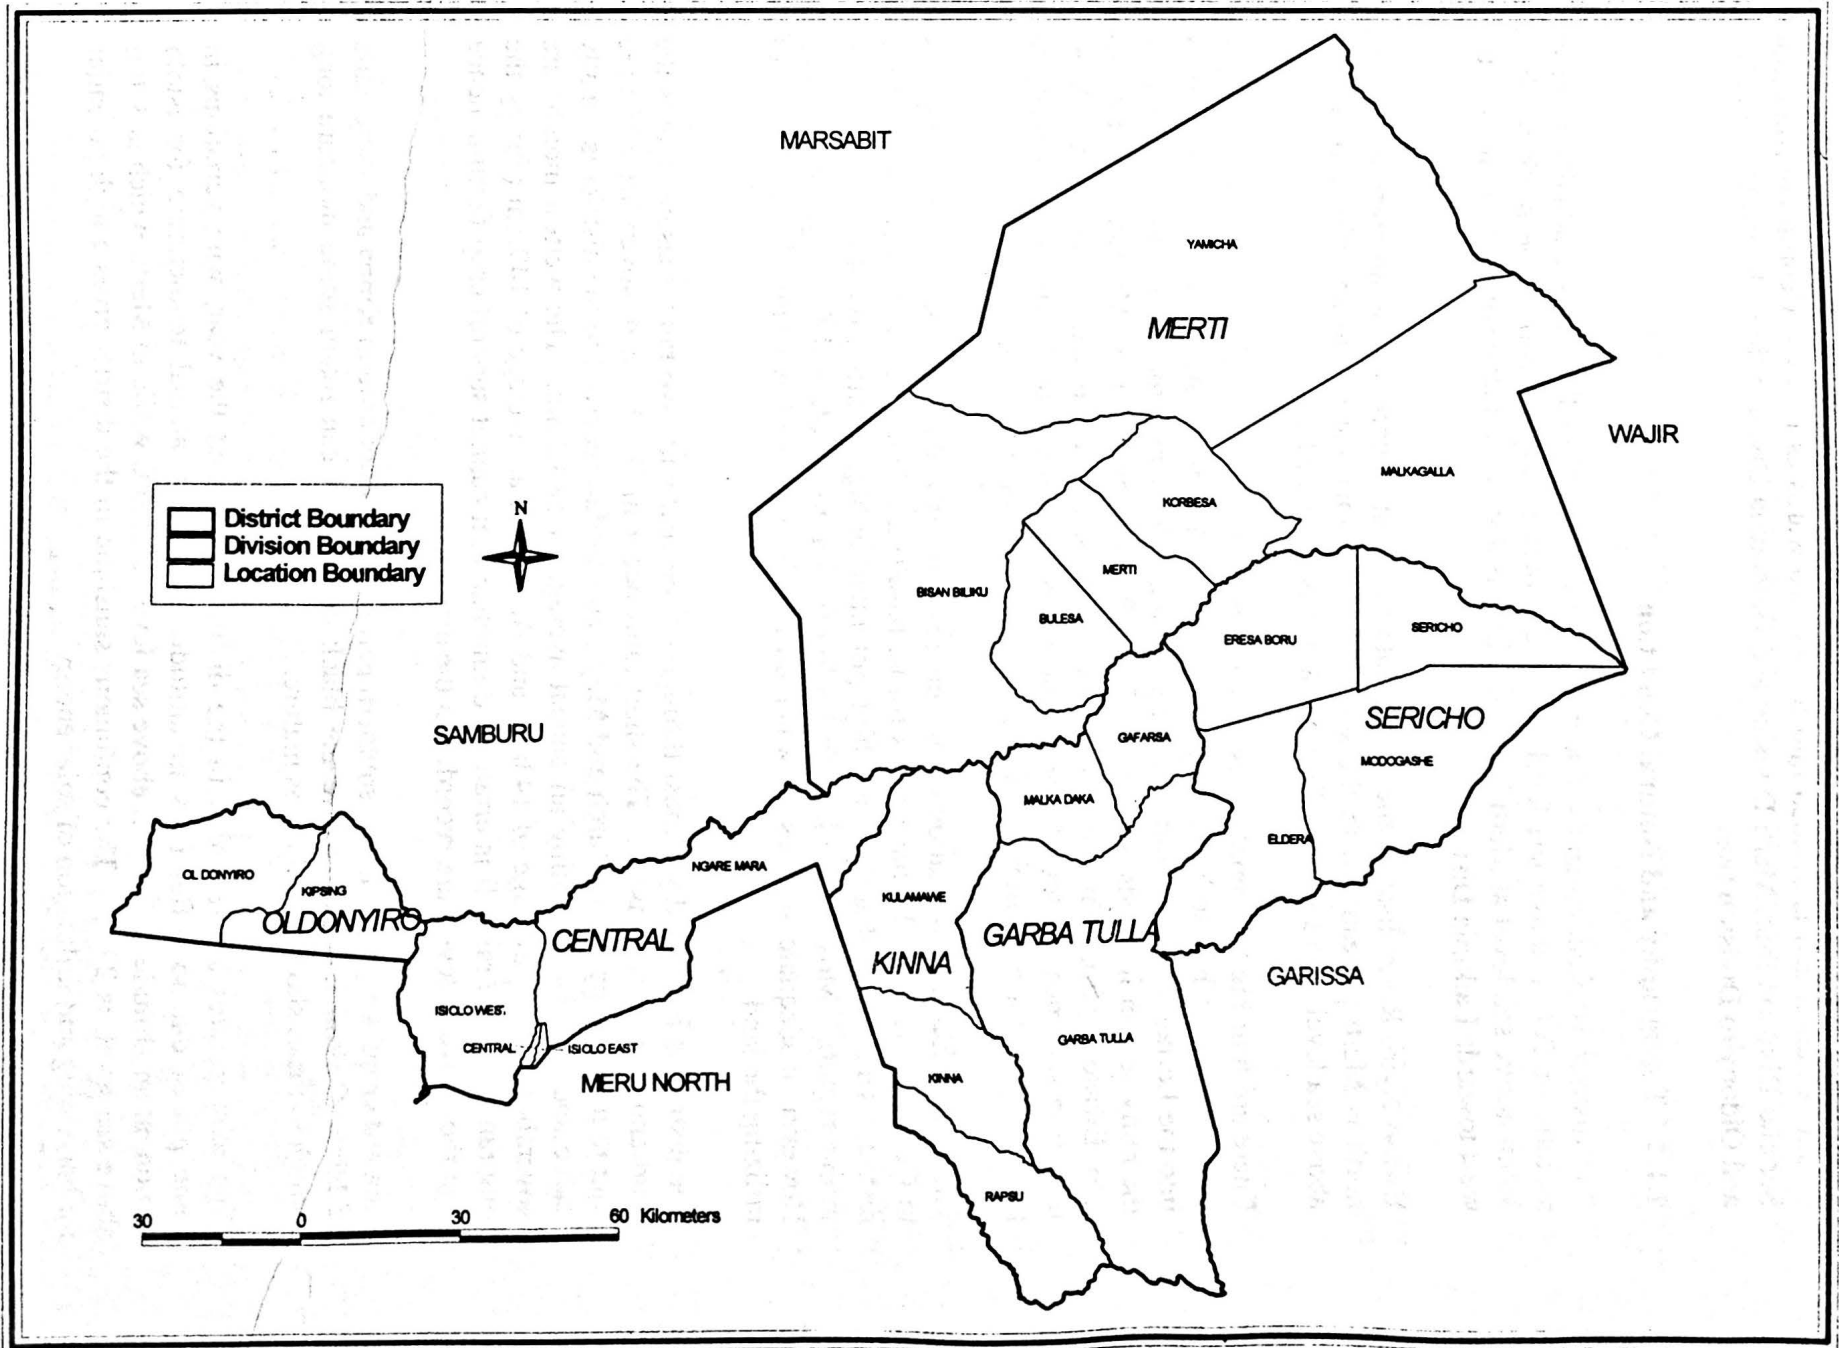 MARSABIT
YAMICHA
MERTI
WAJIR
MALKAGALLA
KORBESA
District Boundary
Division Boundary
Location Boundary
N
MERTI
BISAN BILIKU
BULESA
ERESA BORU
SERICHO
SAMBURU
SERICHO
GAFARSA
MODOGASHE
MALKA DAKA
ELDERA
NGARE MARA
OL DONYIRO
KIPSING
KULAMAWE
OLDONYIRO
CENTRAL
GARBA TULLA
KINNA
GARISSA
ISIOLO WEST
CENTRAL
ISIOLO EAST
GARBA TULLA
MERU NORTH
KINNA
RAPSU
30 0 30 60 Kilometers